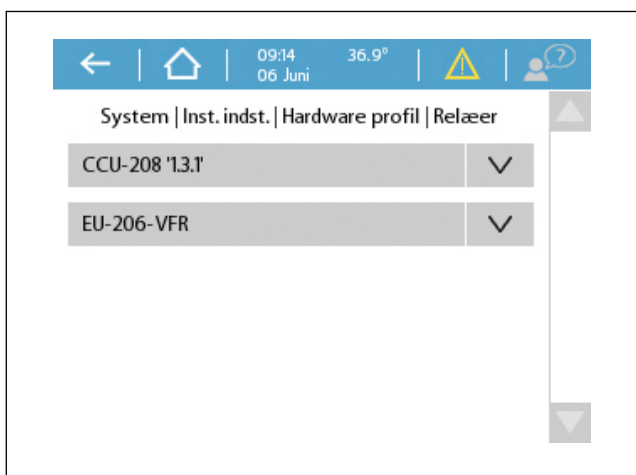 09:14 36.9°
06 Juni
?
System | Inst. indst. | Hardware profil | Relæer
CCU-208 '1.3.1'
EU-206-VFR